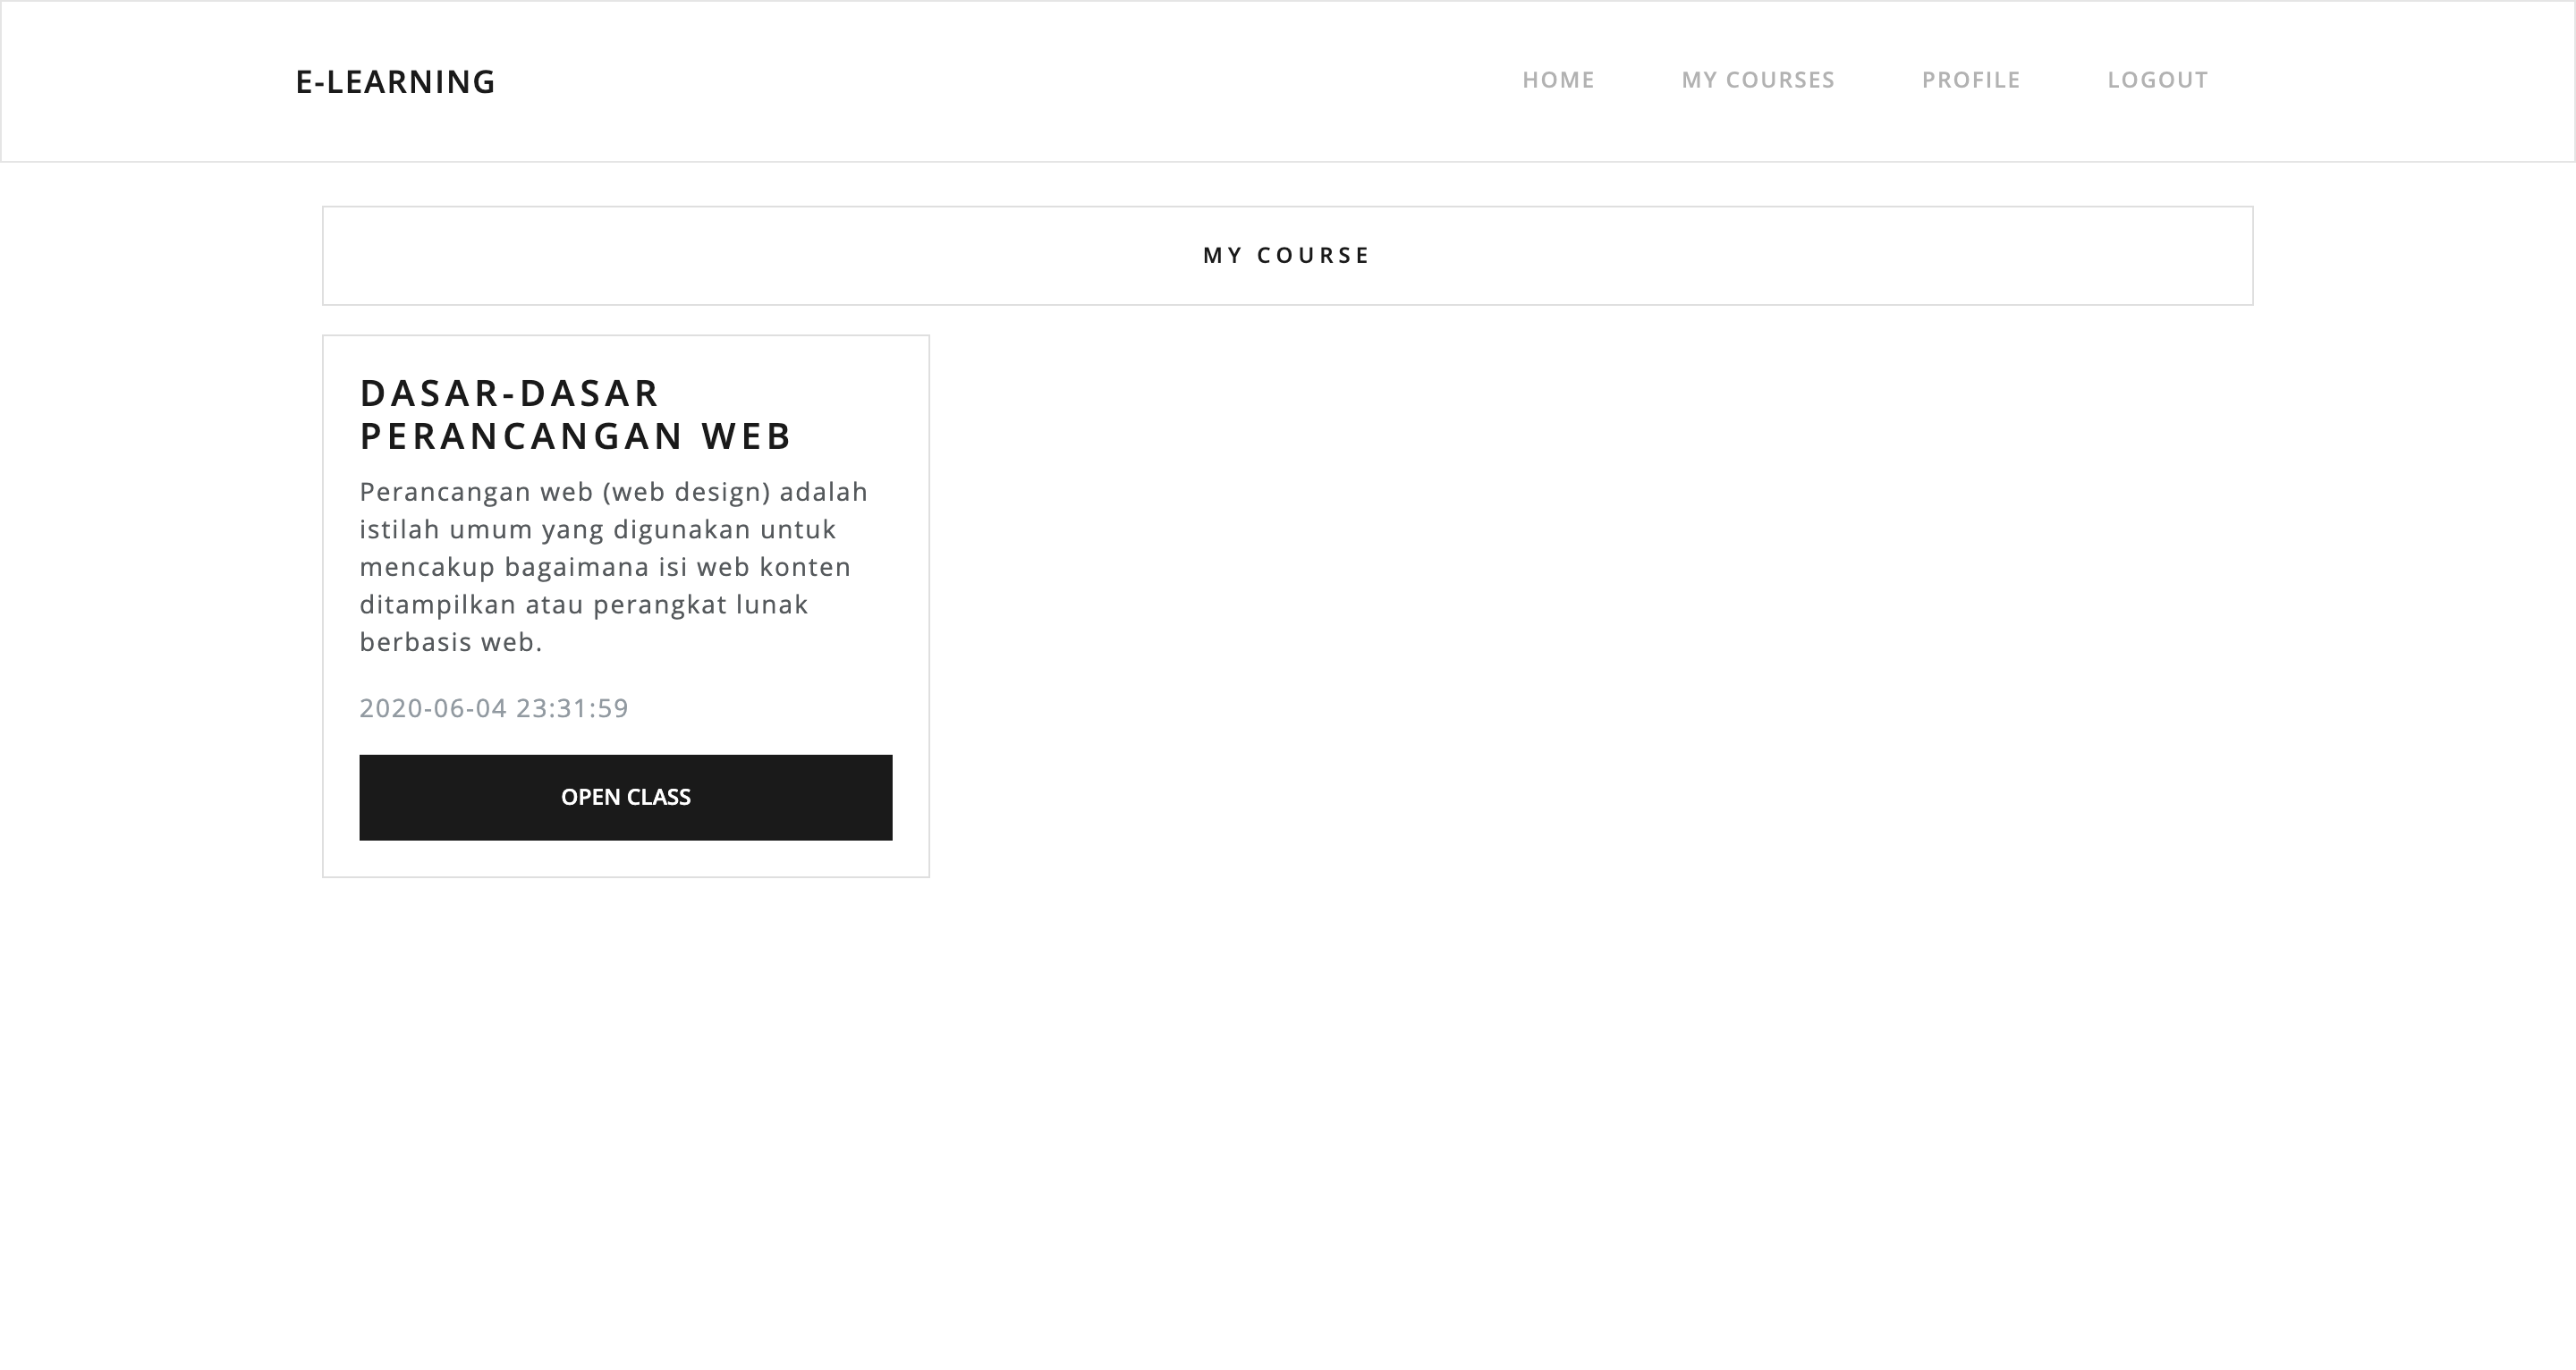 E-LEARNING
HOME
MY COURSES
PROFILE
LOGOUT
MY COURSE
DASAR-DASAR
PERANCANGAN WEB
Perancangan web (web design) adalah
istilah umum yang digunakan untuk
mencakup bagaimana isi web konten
ditampilkan atau perangkat lunak
berbasis web.
2020-06-04 23:31:59
OPEN CLASS